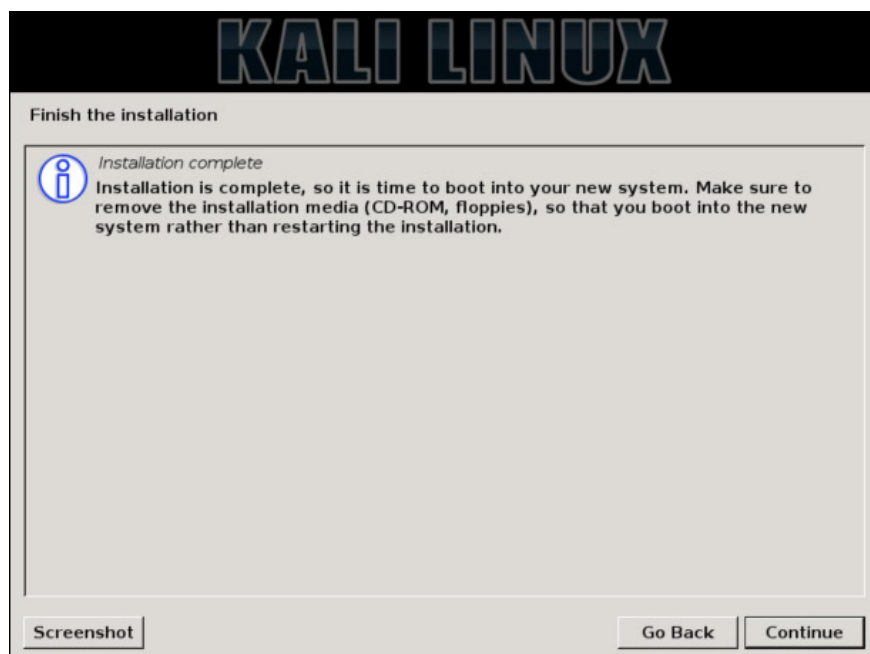 KALI LINUX
Finish the installation
Installation complete
Installation is complete, so it is time to boot into your new system. Make sure to
remove the installation media (CD-ROM, floppies), so that you boot into the new
system rather than restarting the installation.
Screenshot
Go Back
Continue